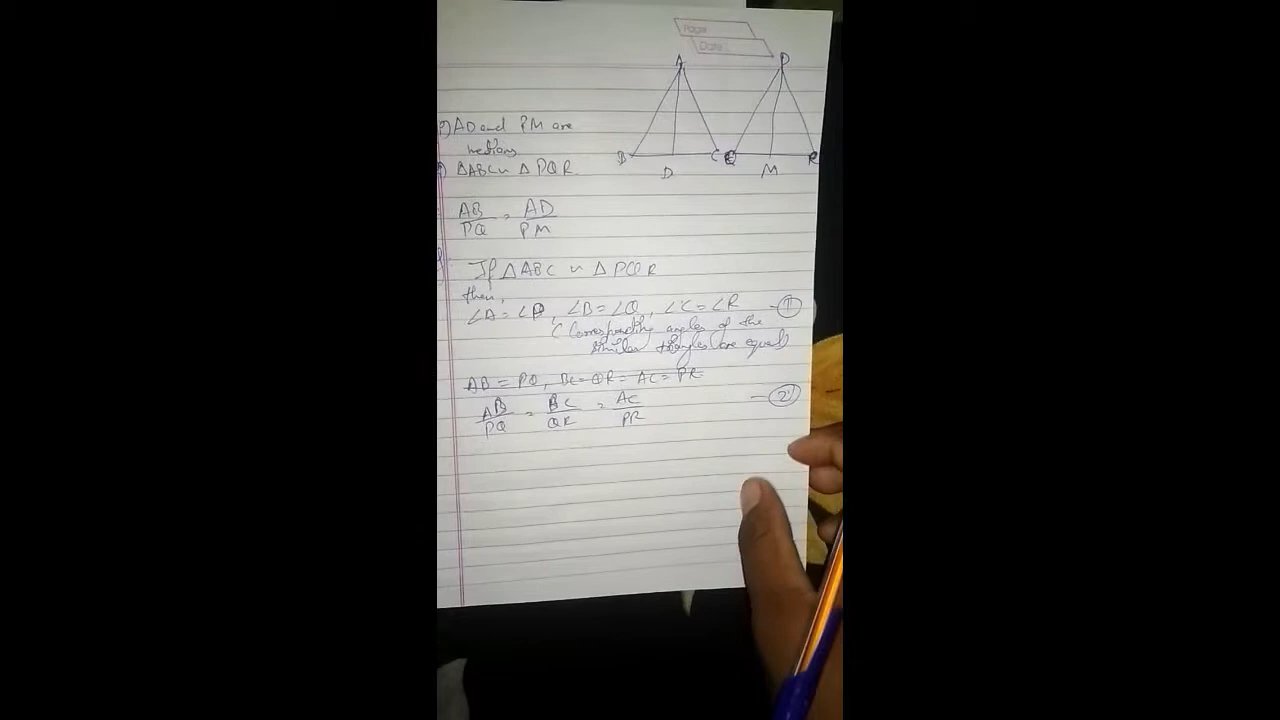 Page:
Date:
A P
AD and PM are
B D C Q M R
ΔABC ~ ΔPQR
AB/PQ = AD/PM
If ΔABC ~ ΔPQR
then,
∠A = ∠P, ∠B = ∠Q, ∠C = ∠R — ①
(Corresponding angles of the
similar triangles are equal
AB = PQ, BC = QR = AC = PR
AB/PQ = BC/QR = AC/PR — ②